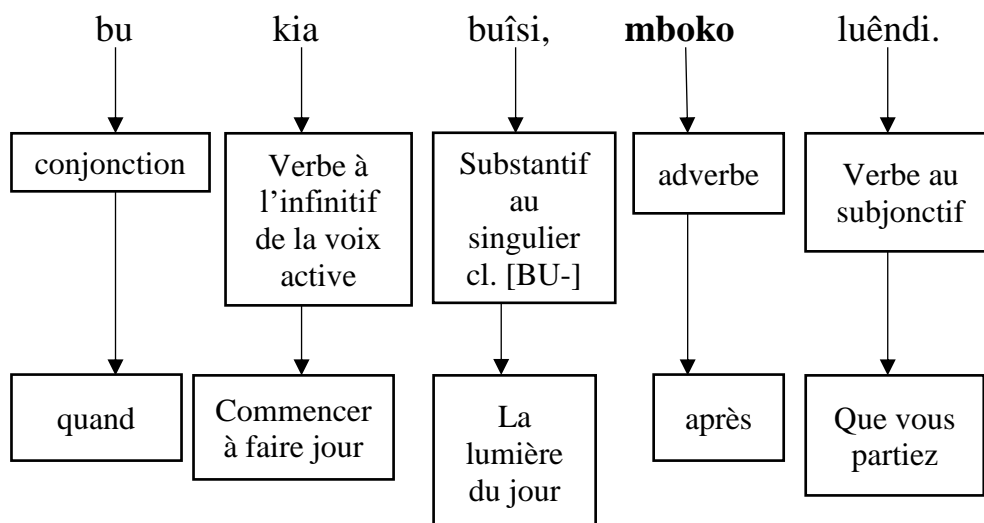 bu kia buîsi, mboko luêndi.
conjonction
Verbe à
l'infinitif
de la voix
active
Substantif
au
singulier
cl. [BU-]
adverbe
Verbe au
subjonctif
quand
Commencer
à faire jour
La
lumière
du jour
après
Que vous
partiez